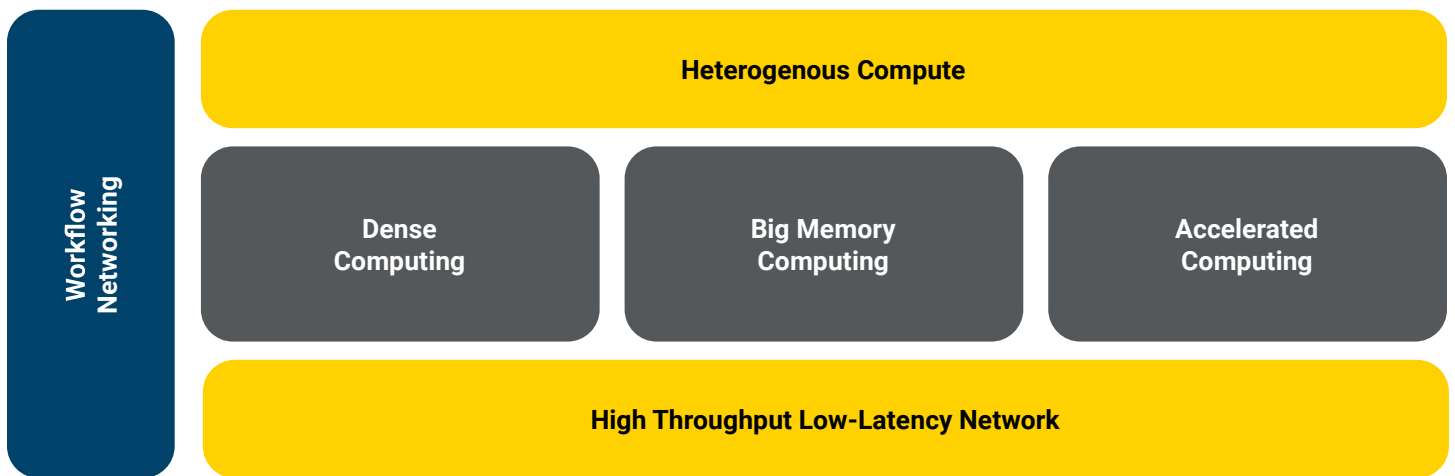 Workflow
Networking
Heterogenous Compute
Dense
Computing
Big Memory
Computing
Accelerated
Computing
High Throughput Low-Latency Network